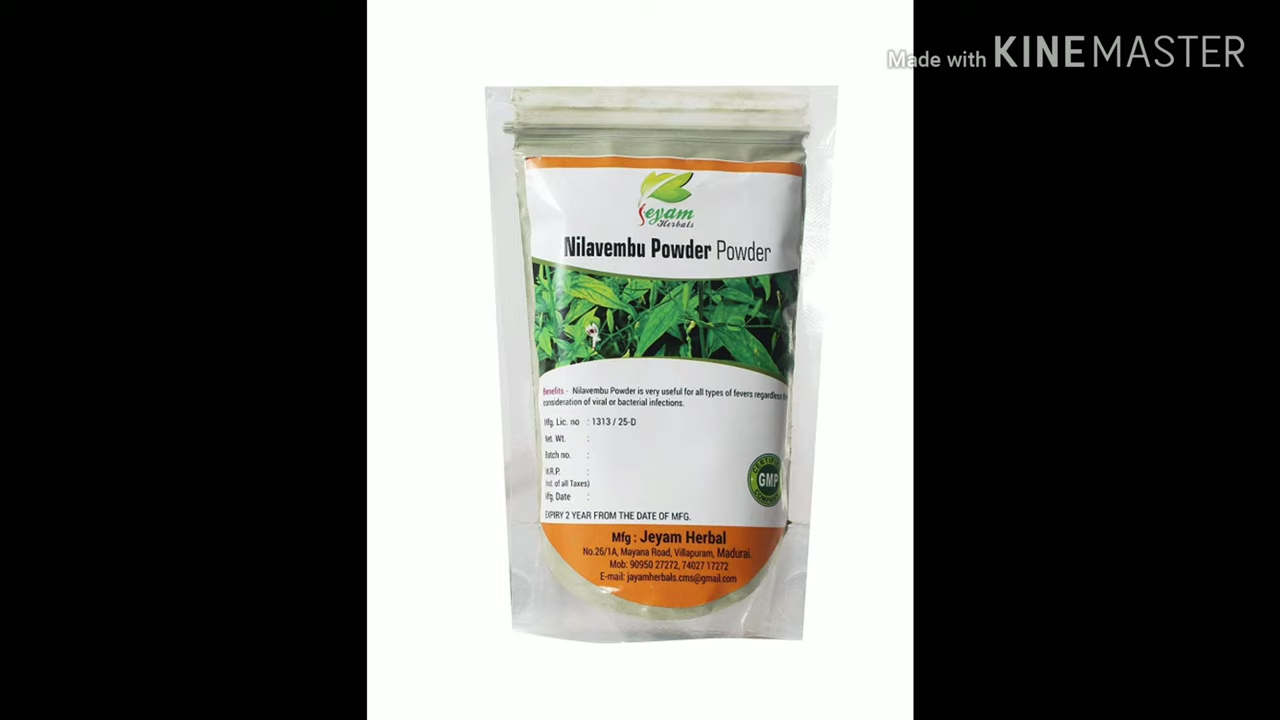 Made with KINEMASTER
Jeyam
Herbals
Nilavembu Powder Powder
Benefits - Nilavembu Powder is very useful for all types of fevers regardless
consideration of viral or bacterial infections.
Mfg. Lic. no : 1313 / 25-D
Net. Wt. :
Batch no. :
M.R.P. :
(Incl. of all Taxes)
Mfg. Date :
EXPIRY 2 YEAR FROM THE DATE OF MFG.
CERTIFIED
GMP
COMPANY
Mfg : Jeyam Herbal
No.26/1A, Mayana Road, Villapuram, Madurai.
Mob: 90950 27272, 74027 17272
E-mail: jayamherbals.cms@gmail.com